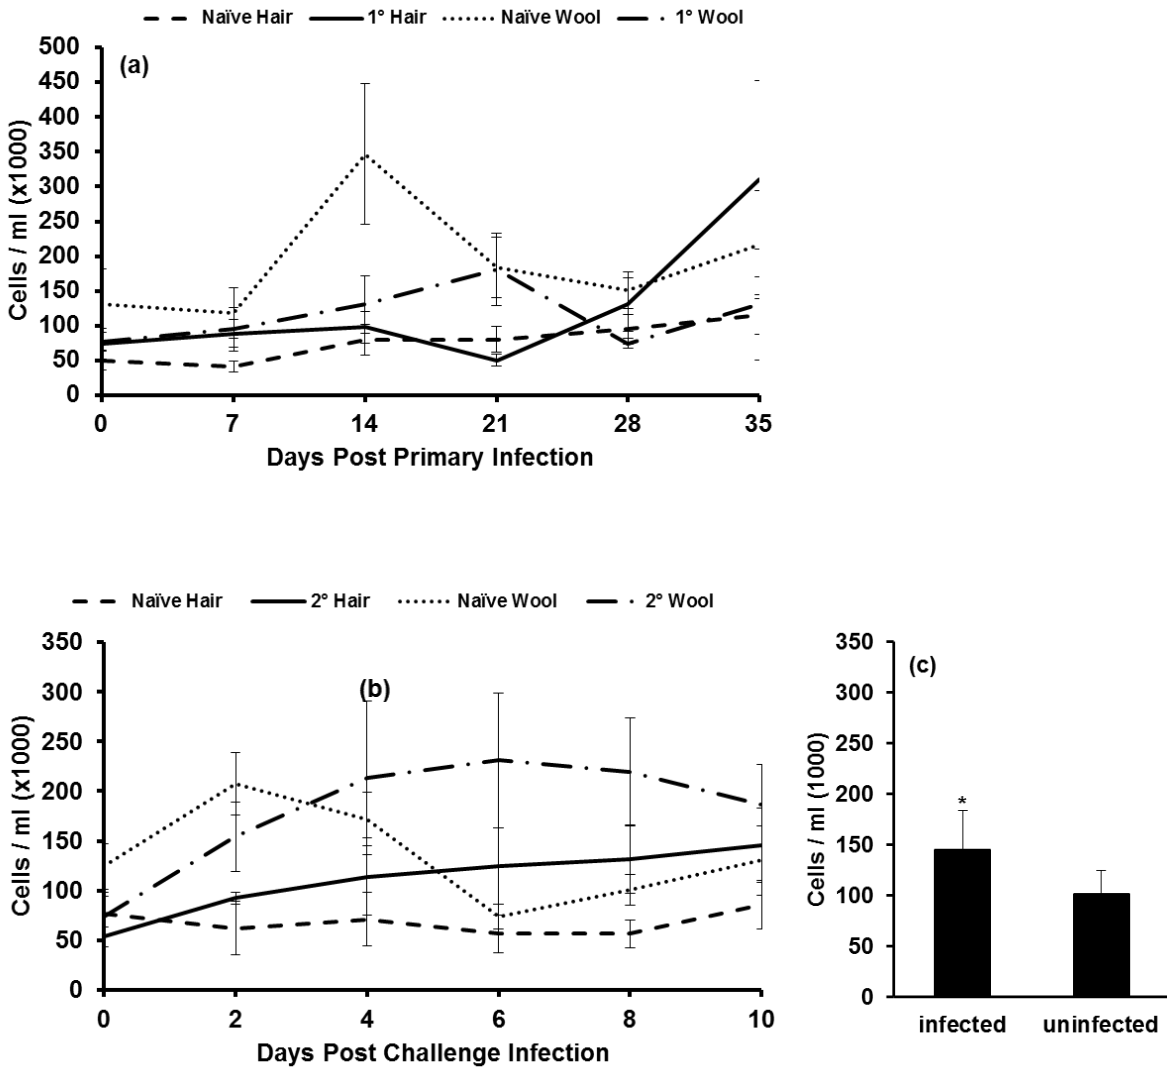 Naïve Hair 1° Hair Naïve Wool 1° Wool
(a)
Cells / ml (x1000)
500
450
400
350
300
250
200
150
100
50
0
0 7 14 21 28 35
Days Post Primary Infection
Naïve Hair 2° Hair Naïve Wool 2° Wool
(b)
Cells / ml (x1000)
350
300
250
200
150
100
50
0
0 2 4 6 8 10
Days Post Challenge Infection
(c)
Cells / ml (1000)
350
300
250
200
150
100
50
0
*
infected uninfected